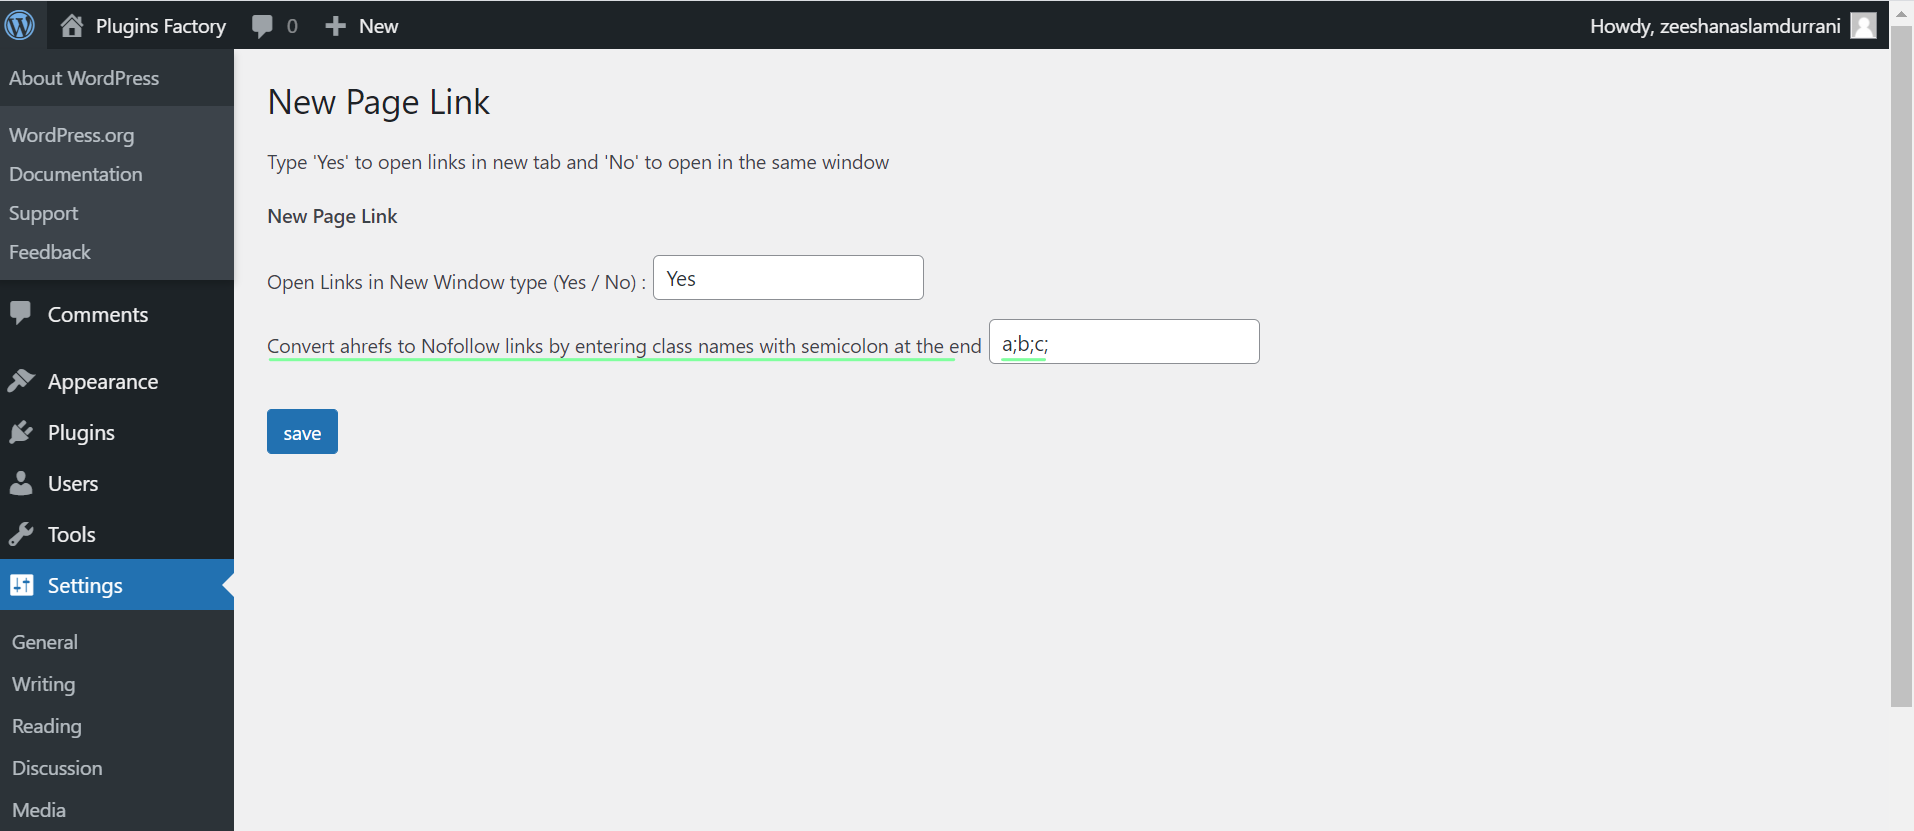 Plugins Factory 0 New Howdy, zeeshanaslamdurrani
About WordPress
WordPress.org
Documentation
Support
Feedback
Comments
Appearance
Plugins
Users
Tools
Settings
General
Writing
Reading
Discussion
Media
New Page Link
Type 'Yes' to open links in new tab and 'No' to open in the same window
New Page Link
Open Links in New Window type (Yes / No) : Yes
Convert ahrefs to Nofollow links by entering class names with semicolon at the end a;b;c;
save